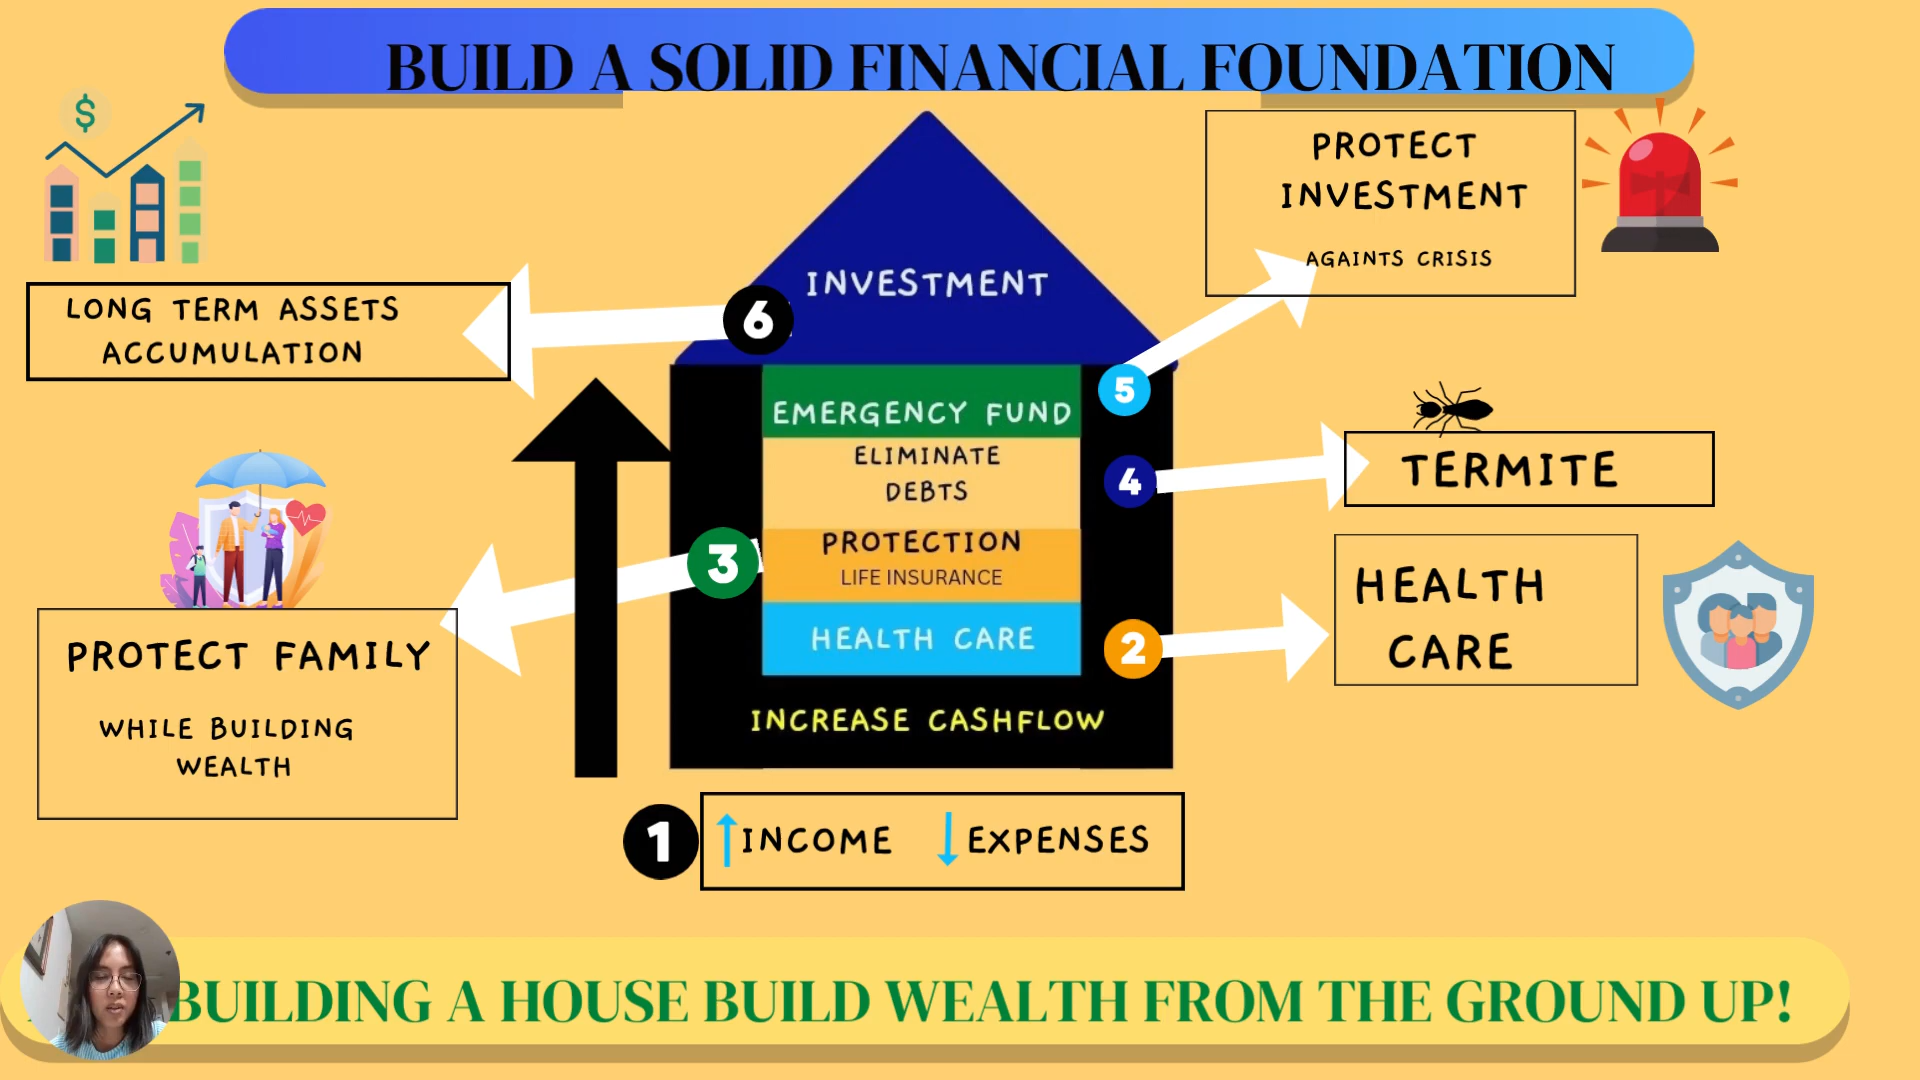 BUILD A SOLID FINANCIAL FOUNDATION
$
PROTECT
INVESTMENT
AGAINTS CRISIS
INVESTMENT
6
LONG TERM ASSETS
ACCUMULATION
5
EMERGENCY FUND
ELIMINATE
DEBTS
4
TERMITE
3
PROTECTION
LIFE INSURANCE
HEALTH CARE
2
HEALTH
CARE
PROTECT FAMILY
WHILE BUILDING
WEALTH
INCREASE CASHFLOW
1
INCOME EXPENSES
BUILDING A HOUSE BUILD WEALTH FROM THE GROUND UP!